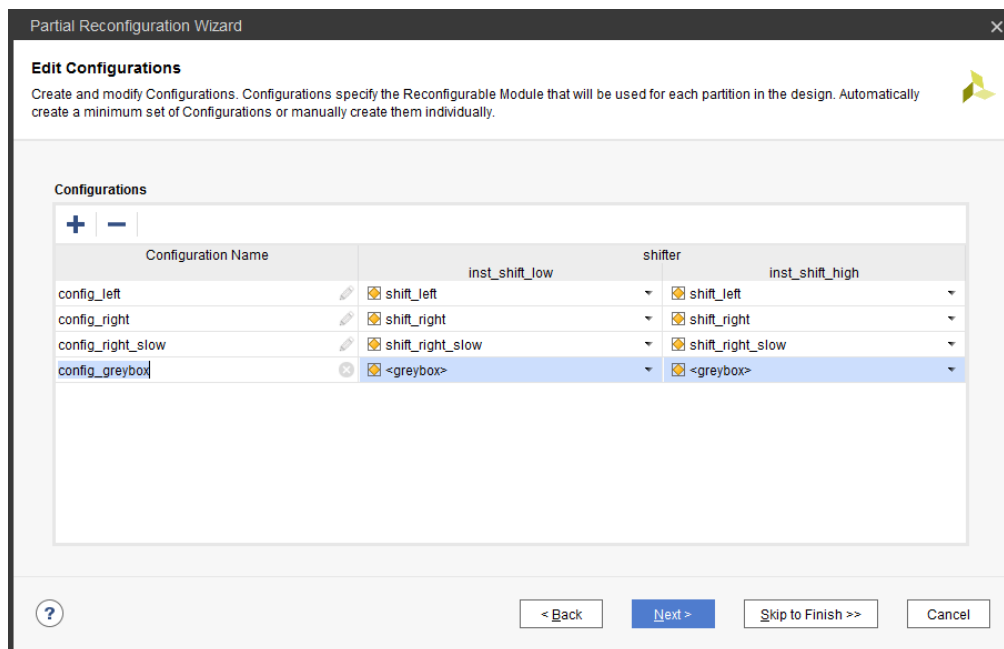 Partial Reconfiguration Wizard
Edit Configurations
Create and modify Configurations. Configurations specify the Reconfigurable Module that will be used for each partition in the design. Automatically
create a minimum set of Configurations or manually create them individually.
Configurations
Configuration Name shifter
inst_shift_low inst_shift_high
config_left shift_left shift_left
config_right shift_right shift_right
config_right_slow shift_right_slow shift_right_slow
config_greybox <greybox> <greybox>
? < Back Next > Skip to Finish >> Cancel